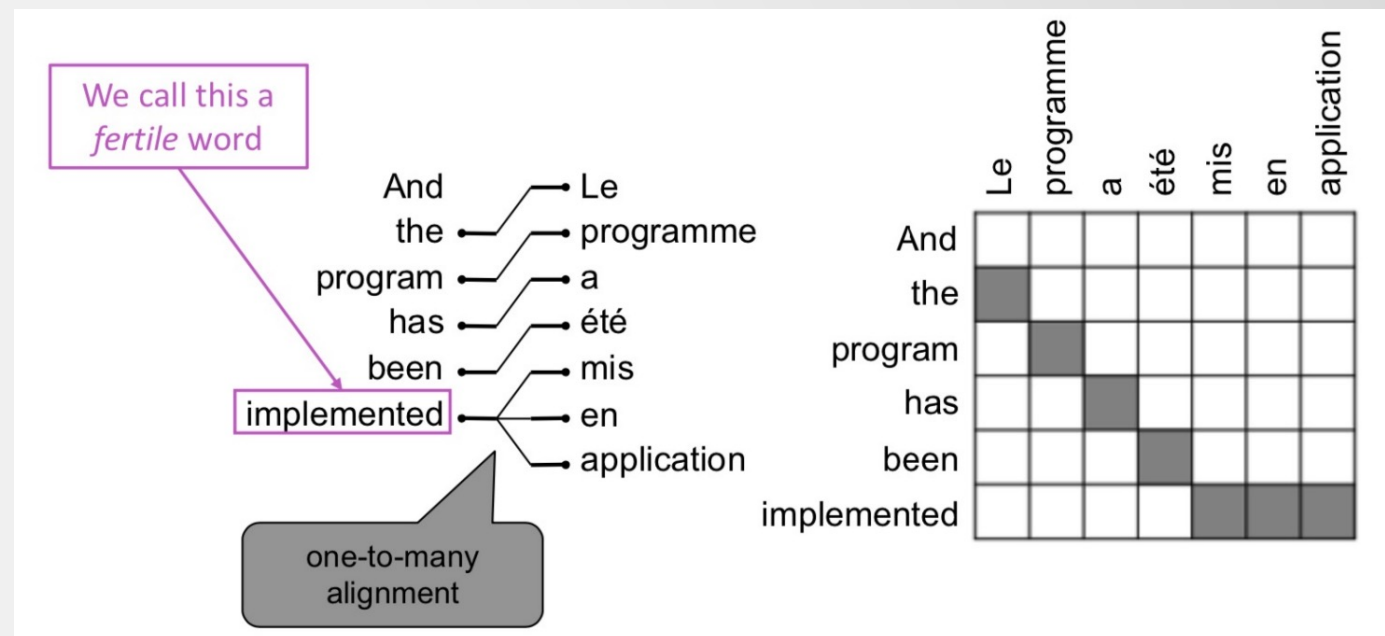 We call this a
fertile word
And
the
program
has
been
implemented
Le
programme
a
été
mis
en
application
one-to-many
alignment
Le
programme
a
été
mis
en
application
And
the
program
has
been
implemented